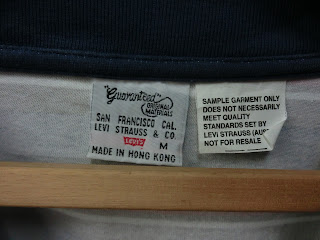 "Guaranteed"
ORIGINAL
MATERIALS
SAN FRANCISCO CAL.
LEVI STRAUSS & CO.
Levi's M
MADE IN HONG KONG
SAMPLE GARMENT ONLY
DOES NOT NECESSARILY
MEET QUALITY
STANDARDS SET BY
LEVI STRAUSS (AUS
NOT FOR RESALE